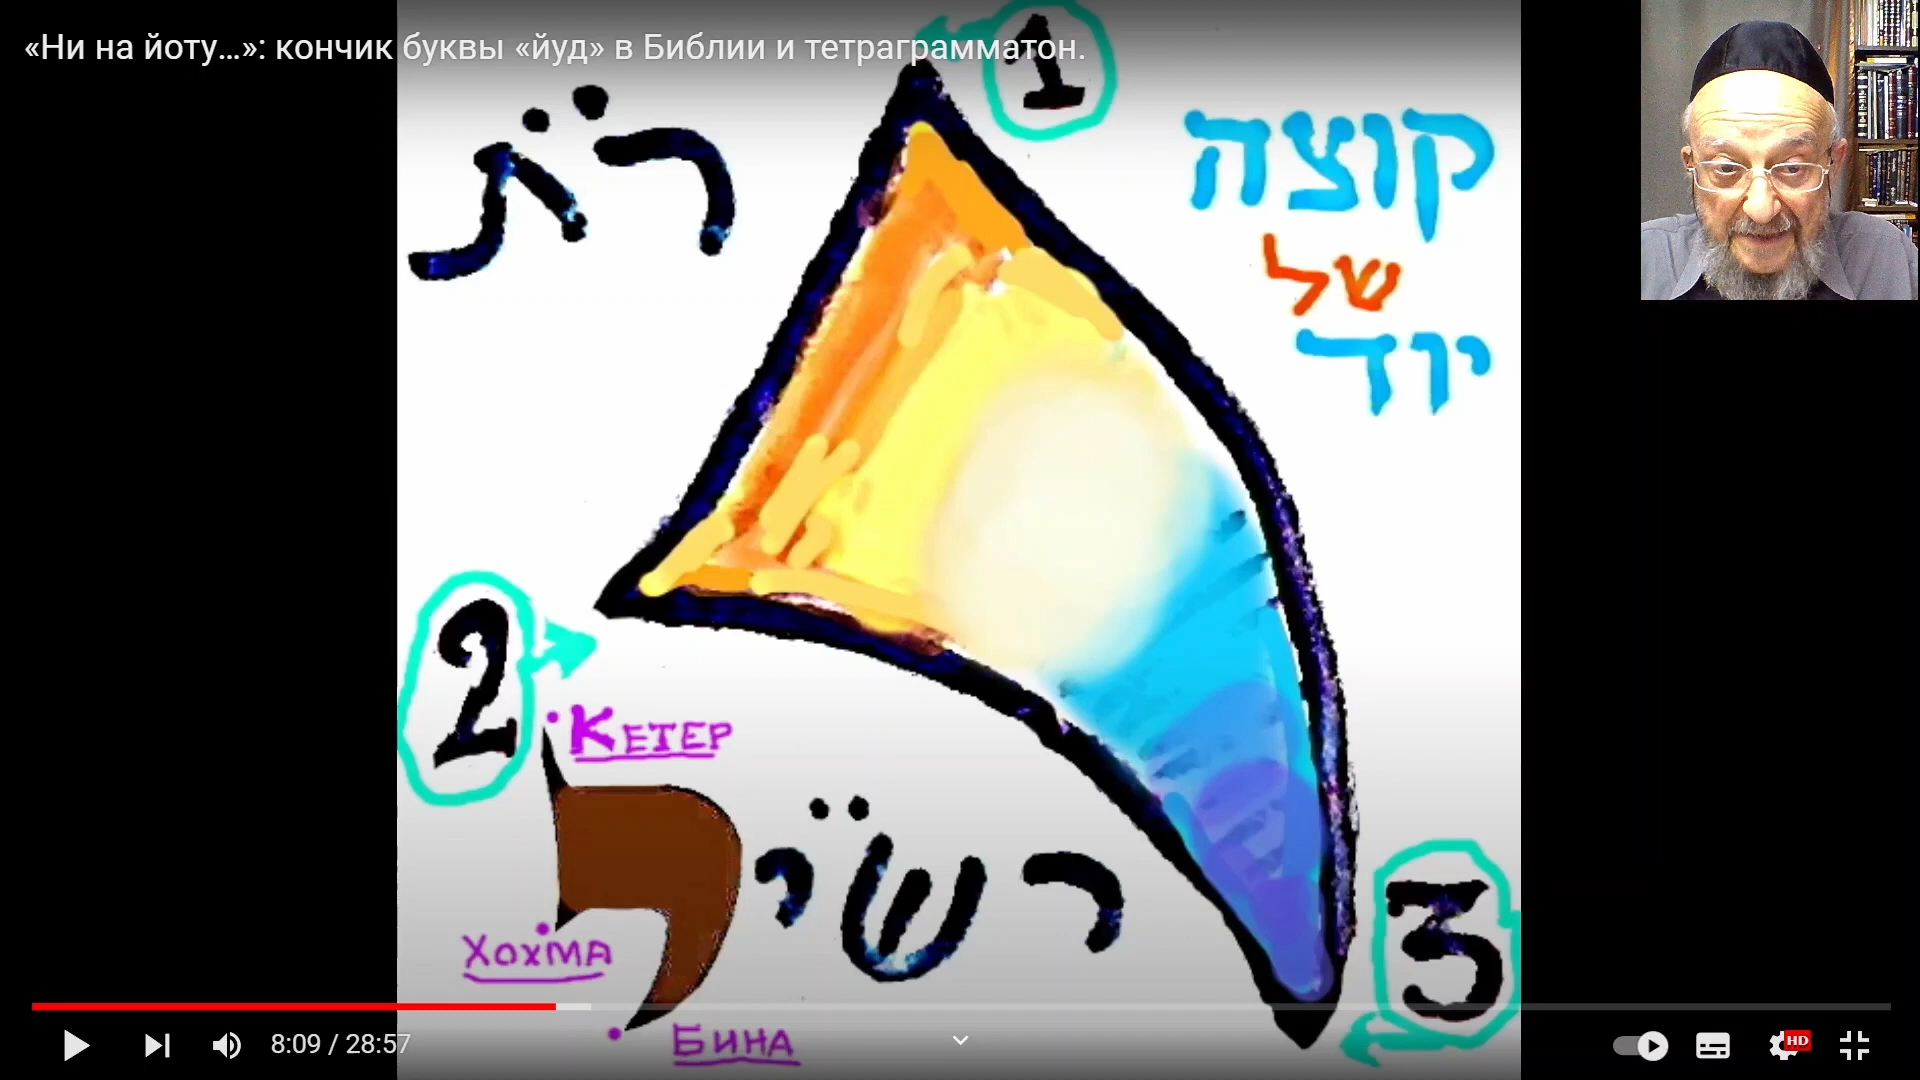 «Ни на йоту...»: кончик буквы «йуд» в Библии и тетраграмматон.
1
ר״ת
קוצה
של
יוד
2
Кетер
רש״י
3
Хохма
Бина
8:09 / 28:57
HD